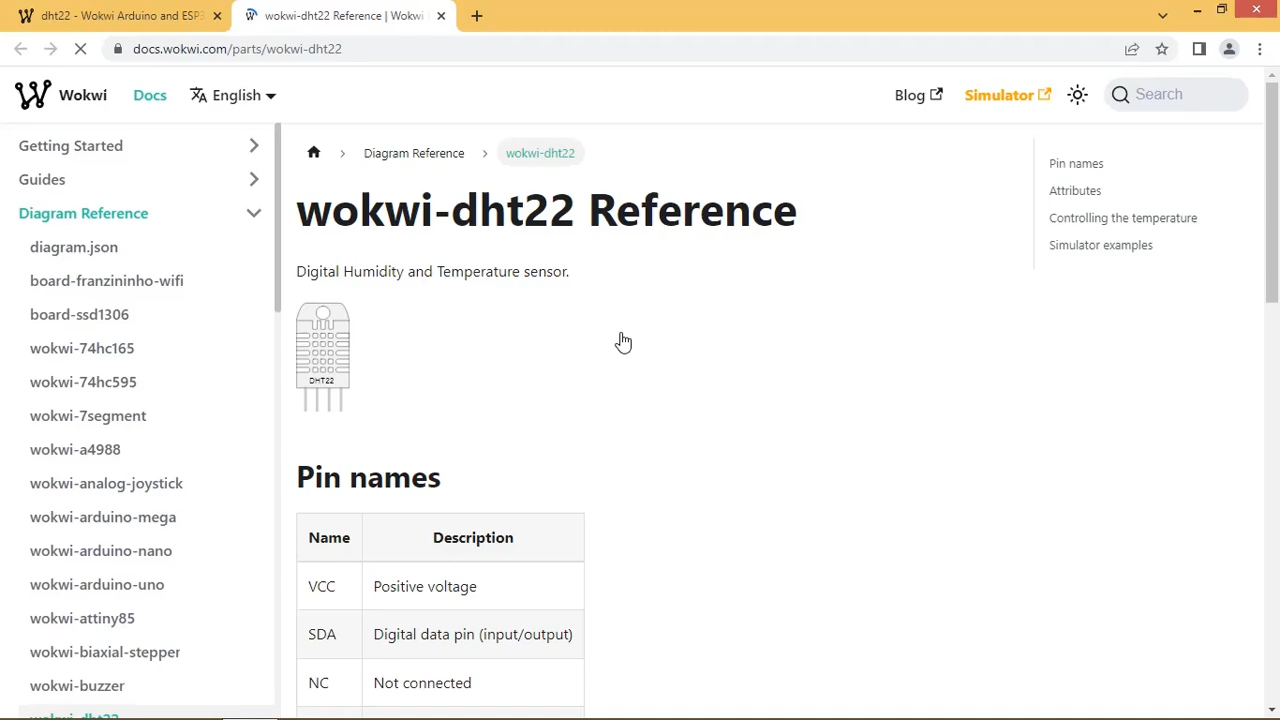 dht22 - Wokwi Arduino and ESP3
wokwi-dht22 Reference | Wokwi
docs.wokwi.com/parts/wokwi-dht22
Wokwi
Docs
English
Blog
Simulator
Search
Getting Started
Guides
Diagram Reference
diagram.json
board-franzininho-wifi
board-ssd1306
wokwi-74hc165
wokwi-74hc595
wokwi-7segment
wokwi-a4988
wokwi-analog-joystick
wokwi-arduino-mega
wokwi-arduino-nano
wokwi-arduino-uno
wokwi-attiny85
wokwi-biaxial-stepper
wokwi-buzzer
wokwi-dht22
Diagram Reference
wokwi-dht22
wokwi-dht22 Reference
Digital Humidity and Temperature sensor.
DHT22
Pin names
Name Description
VCC Positive voltage
SDA Digital data pin (input/output)
NC Not connected
Pin names
Attributes
Controlling the temperature
Simulator examples